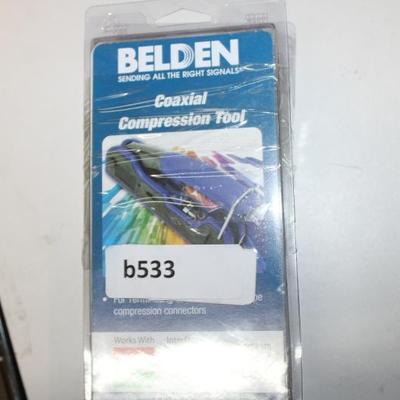 BELDEN
SENDING ALL THE RIGHT SIGNALS
Coaxial
Compression Tool
b533
compression connectors
Works With